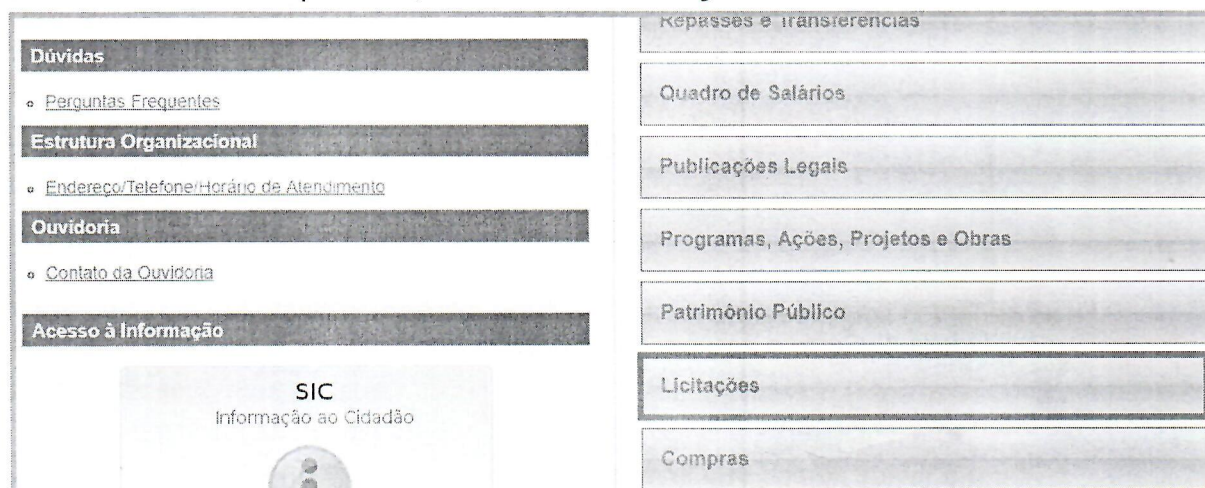 Dúvidas
Perguntas Frequentes
Estrutura Organizacional
Endereço/Telefone/Horário de Atendimento
Ouvidoria
Contato da Ouvidoria
Acesso à Informação
SIC
Informação ao Cidadão
Repasses e Transferências
Quadro de Salários
Publicações Legais
Programas, Ações, Projetos e Obras
Patrimônio Público
Licitações
Compras